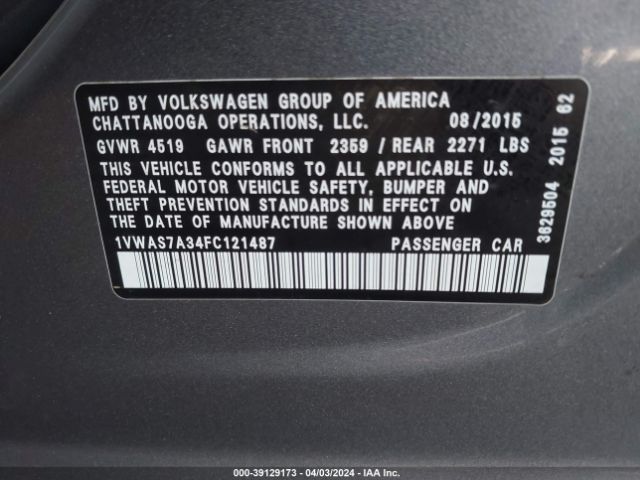 MFD BY VOLKSWAGEN GROUP OF AMERICA
CHATTANOOGA OPERATIONS, LLC. 08/2015
GVWR 4519 GAWR FRONT 2359 / REAR 2271 LBS
THIS VEHICLE CONFORMS TO ALL APPLICABLE U.S.
FEDERAL MOTOR VEHICLE SAFETY, BUMPER AND
THEFT PREVENTION STANDARDS IN EFFECT ON
THE DATE OF MANUFACTURE SHOWN ABOVE
1VWAS7A34FC121487 PASSENGER CAR
3629504 2015 62
000-39129173 - 04/03/2024 - IAA Inc.